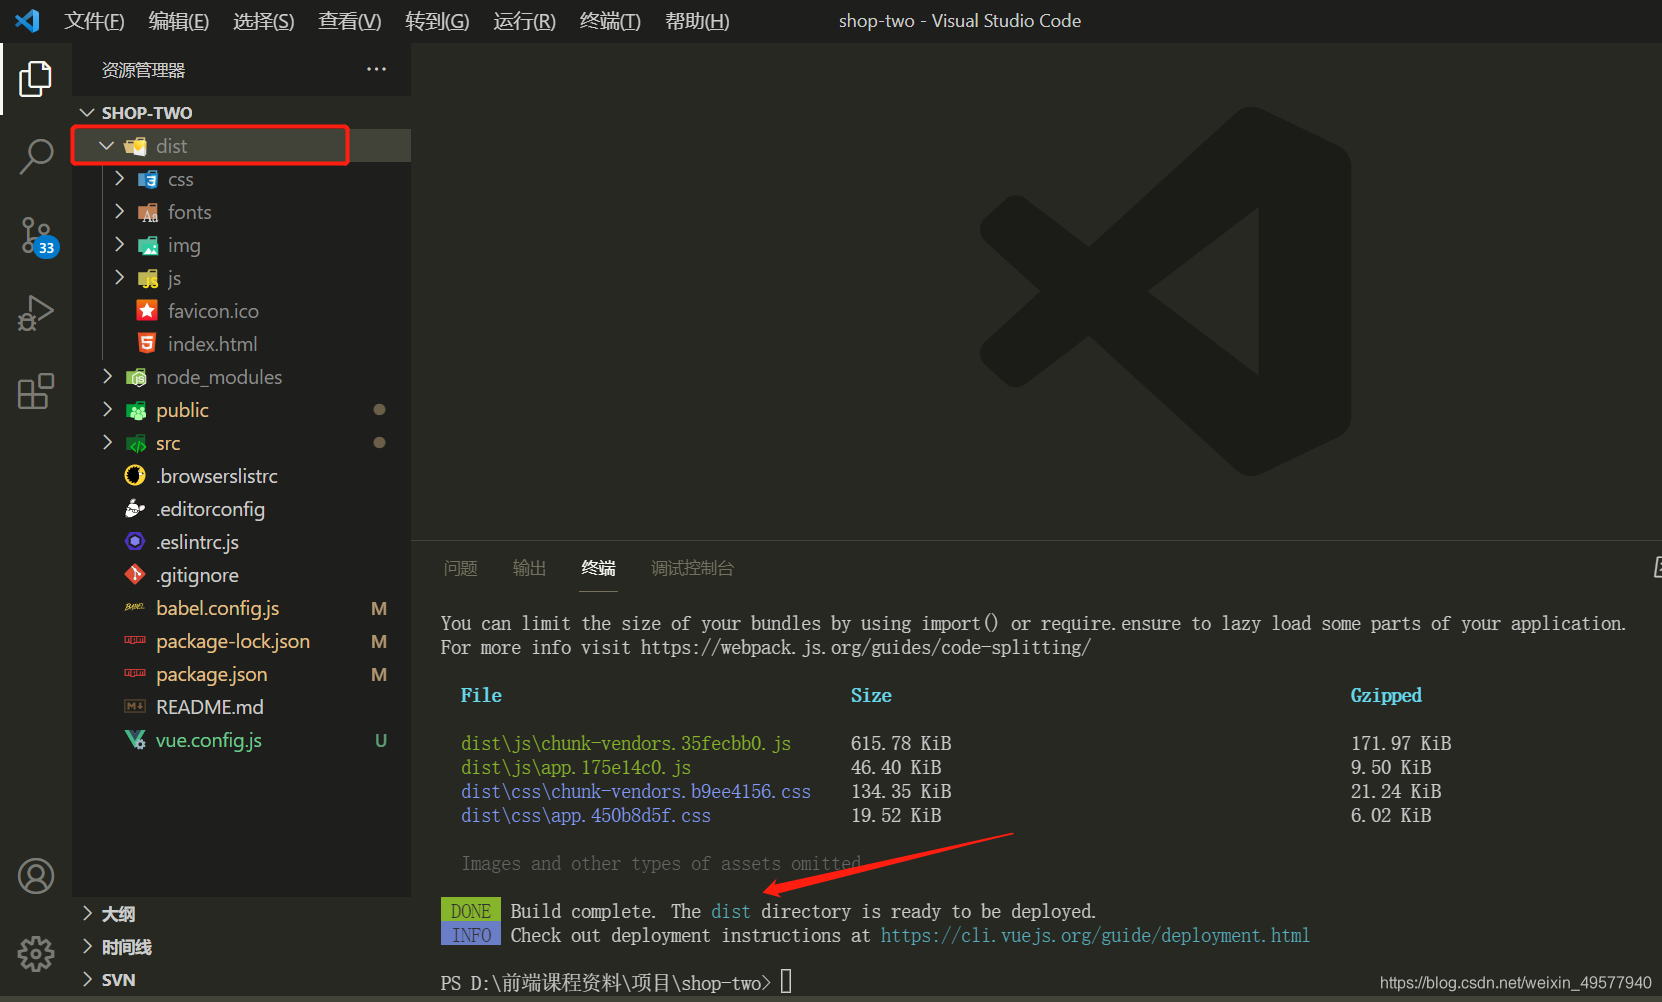 文件(F) 编辑(E) 选择(S) 查看(V) 转到(G) 运行(R) 终端(T) 帮助(H) shop-two - Visual Studio Code
资源管理器 ···
SHOP-TWO
dist
css
fonts
img
js
favicon.ico
index.html
node_modules
public
src
.browserslistrc
.editorconfig
.eslintrc.js
.gitignore
babel.config.js M
package-lock.json M
package.json M
README.md
vue.config.js U
大纲
时间线
SVN
33
问题 输出 终端 调试控制台
You can limit the size of your bundles by using import() or require.ensure to lazy load some parts of your application.
For more info visit https://webpack.js.org/guides/code-splitting/
File Size Gzipped
dist\js\chunk-vendors.35fecbb0.js 615.78 KiB 171.97 KiB
dist\js\app.175e14c0.js 46.40 KiB 9.50 KiB
dist\css\chunk-vendors.b9ee4156.css 134.35 KiB 21.24 KiB
dist\css\app.450b8d5f.css 19.52 KiB 6.02 KiB
Images and other types of assets omitted.
DONE Build complete. The dist directory is ready to be deployed.
INFO Check out deployment instructions at https://cli.vuejs.org/guide/deployment.html
PS D:\前端课程资料\项目\shop-two>
https://blog.csdn.net/weixin_49577940